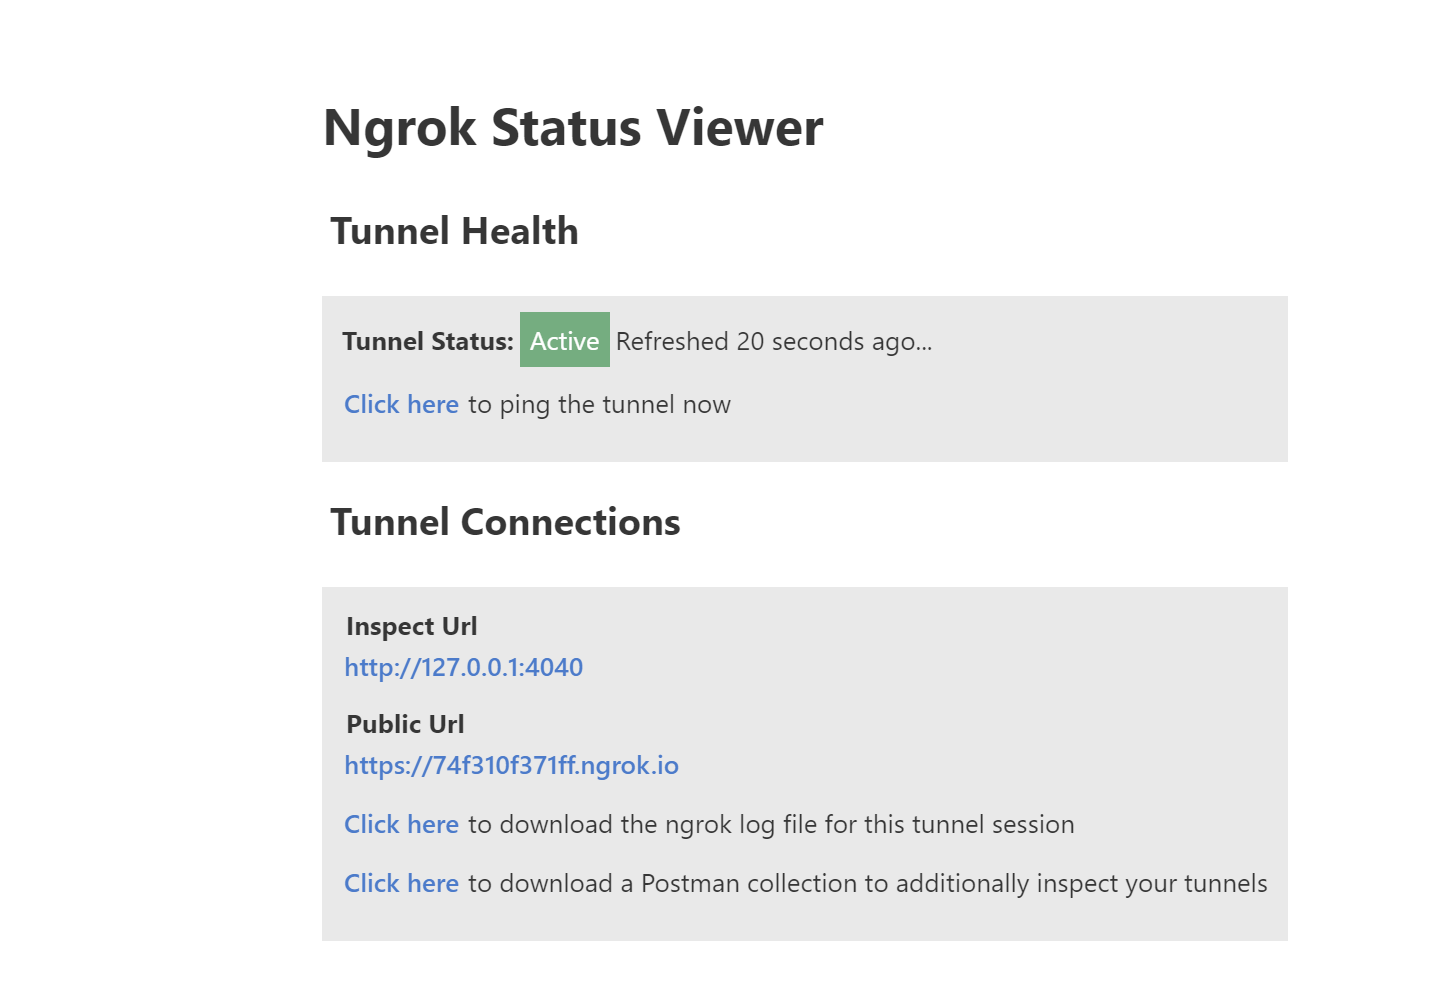 Ngrok Status Viewer
Tunnel Health
Tunnel Status: Active Refreshed 20 seconds ago...
Click here to ping the tunnel now
Tunnel Connections
Inspect Url
http://127.0.0.1:4040
Public Url
https://74f310f371ff.ngrok.io
Click here to download the ngrok log file for this tunnel session
Click here to download a Postman collection to additionally inspect your tunnels